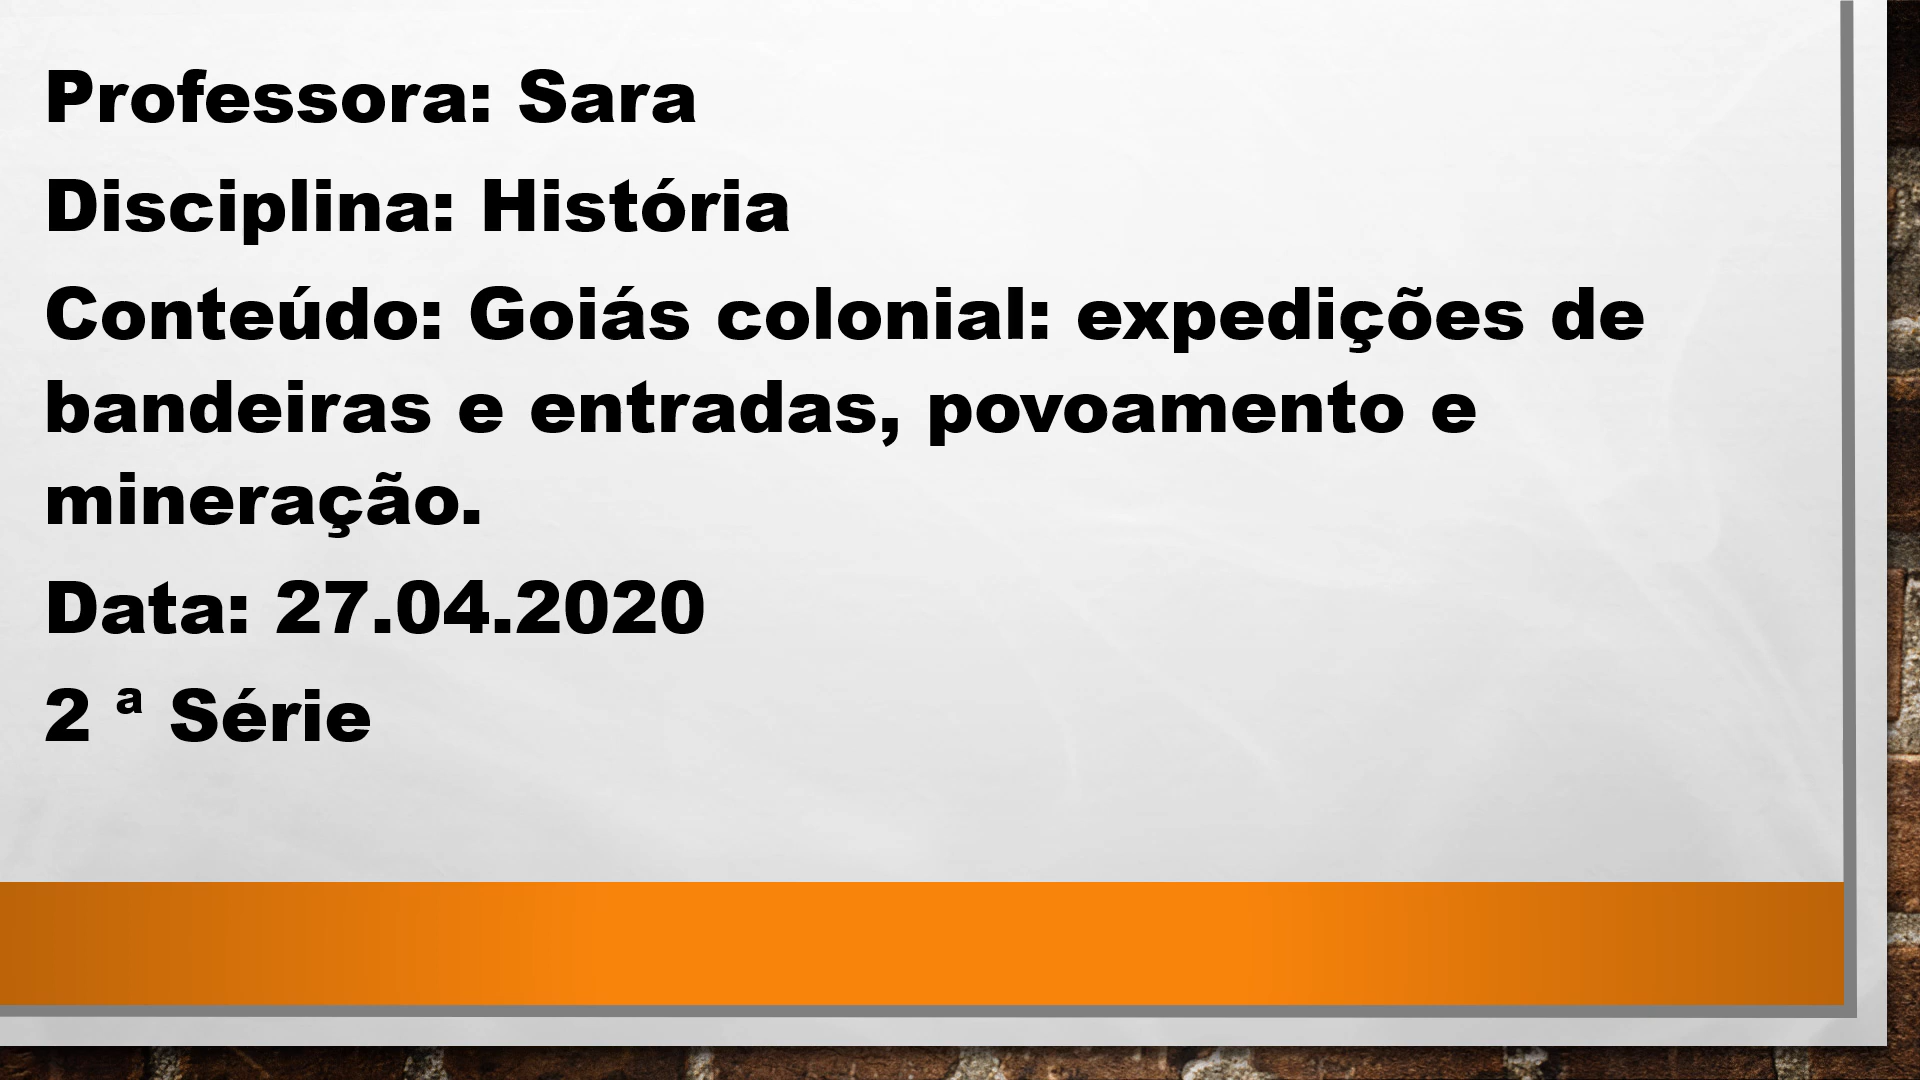 Professora: Sara
Disciplina: História
Conteúdo: Goiás colonial: expedições de
bandeiras e entradas, povoamento e
mineração.
Data: 27.04.2020
2 ª Série